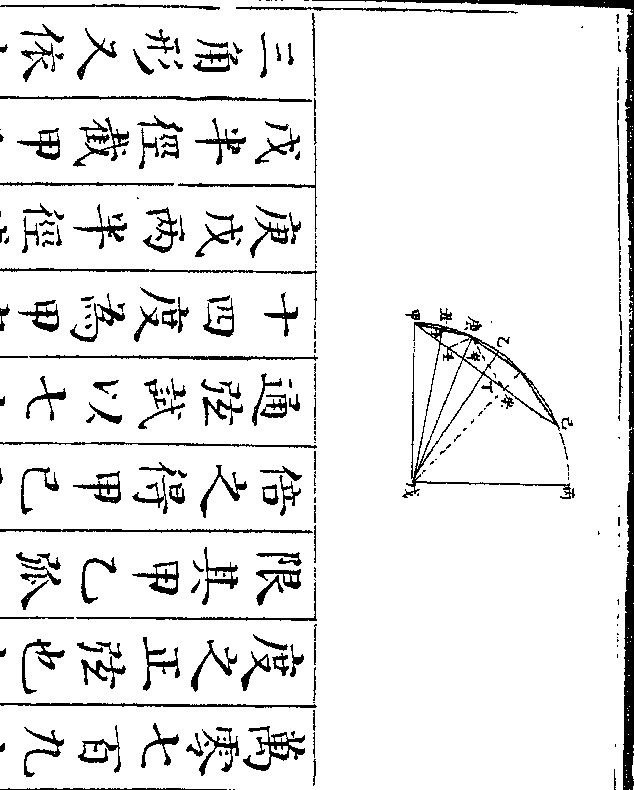 三角形又依
戊半徑截甲
庚戊兩半徑
十四度為甲
通弦試以七
倍之得甲己
限其甲乙弧
度之正弦也
萬零七百九
甲
丑
庚
乙
己
壬
丁
辛
戊
丙